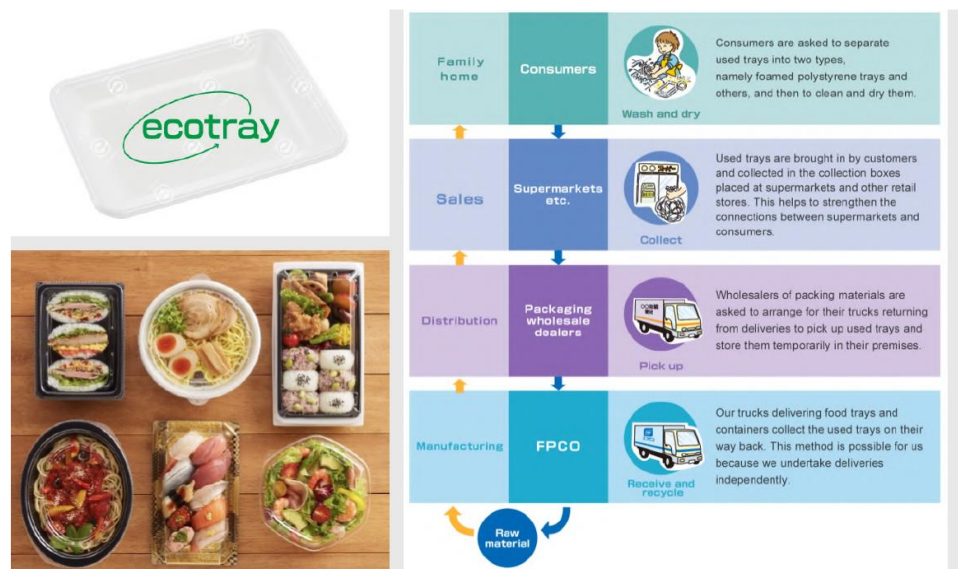 ecotray
Family
home
Consumers
Wash and dry
Consumers are asked to separate
used trays into two types,
namely foamed polystyrene trays and
others, and then to clean and dry them.
Sales
Supermarkets
etc.
Collect
Used trays are brought in by customers
and collected in the collection boxes
placed at supermarkets and other retail
stores. This helps to strengthen the
connections between supermarkets and
consumers.
Distribution
Packaging
wholesale
dealers
Pick up
Wholesalers of packing materials are
asked to arrange for their trucks returning
from deliveries to pick up used trays and
store them temporarily in their premises.
Manufacturing
FPCO
Receive and
recycle
Our trucks delivering food trays and
containers collect the used trays on their
way back. This method is possible for us
because we undertake deliveries
independently.
Raw
material